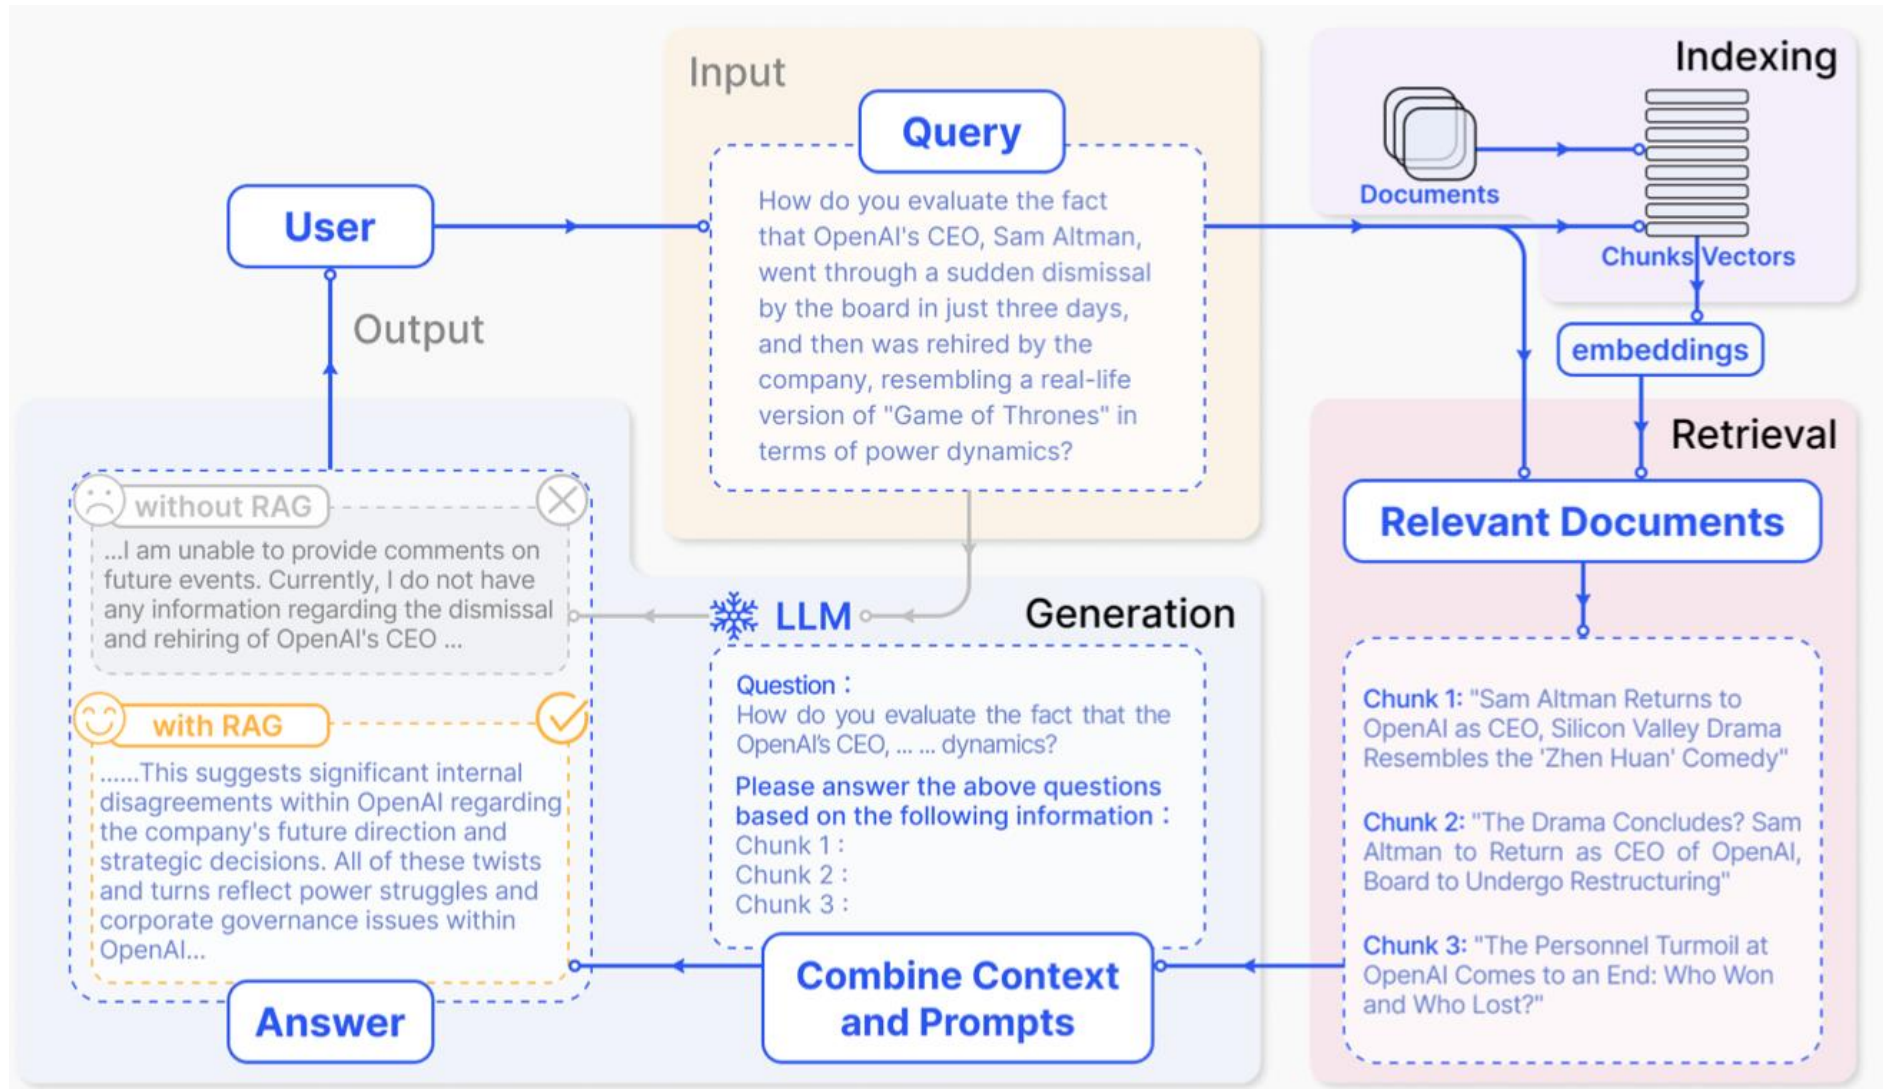 Input
Query
How do you evaluate the fact
that OpenAI's CEO, Sam Altman,
went through a sudden dismissal
by the board in just three days,
and then was rehired by the
company, resembling a real-life
version of "Game of Thrones" in
terms of power dynamics?
Indexing
Documents
Chunks Vectors
embeddings
User
Output
Retrieval
Relevant Documents
Chunk 1: "Sam Altman Returns to
OpenAI as CEO, Silicon Valley Drama
Resembles the 'Zhen Huan' Comedy"
Chunk 2: "The Drama Concludes? Sam
Altman to Return as CEO of OpenAI,
Board to Undergo Restructuring"
Chunk 3: "The Personnel Turmoil at
OpenAI Comes to an End: Who Won
and Who Lost?"
Generation
LLM
Question :
How do you evaluate the fact that the
OpenAI's CEO, ... ... dynamics?
Please answer the above questions
based on the following information :
Chunk 1 :
Chunk 2 :
Chunk 3 :
Combine Context
and Prompts
without RAG
...I am unable to provide comments on
future events. Currently, I do not have
any information regarding the dismissal
and rehiring of OpenAI's CEO ...
with RAG
......This suggests significant internal
disagreements within OpenAI regarding
the company's future direction and
strategic decisions. All of these twists
and turns reflect power struggles and
corporate governance issues within
OpenAI...
Answer